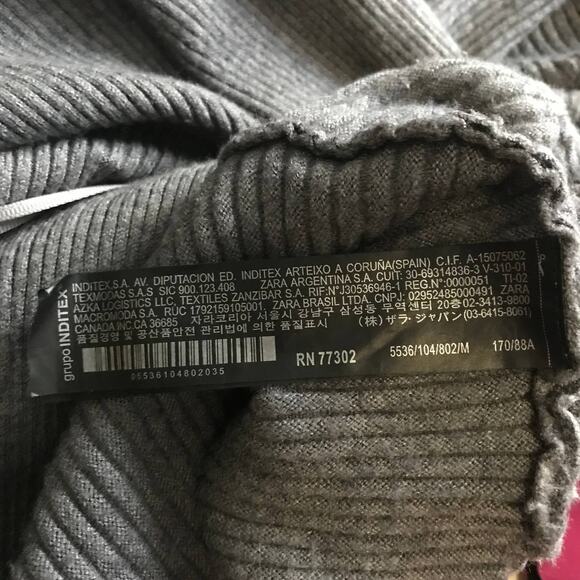 grupo INDITEX
INDITEX S.A. AV. DIPUTACION ED. INDITEX ARTEIXO A CORUÑA(SPAIN) C.I.F. A-15075062
TEXMODAS S.A.S SIC 900.123.408 ZARA ARGENTINA S.A. CUIT: 30-69314836-3 V-310-01
AZKA LOGISTICS LLC, TEXTILES ZANZIBAR S.A. RIF:Nº:J30536946-1 REG.Nº:0000051 TI-02
MACROMODA S.A. RÚC 1792159105001. ZARA BRASIL LTDA. CNPJ: 02952485000491
CANADA INC.CA 36685 자라코리아 서울시 강남구 삼성동 무역센터 20층 02-3413-9800
품질경영 및 공산품안전 관리법에 의한 품질표시 (株) ザラ・ジャパン (03-6415-8061)
05536104802035
RN 77302
5536/104/802/M
170/88A